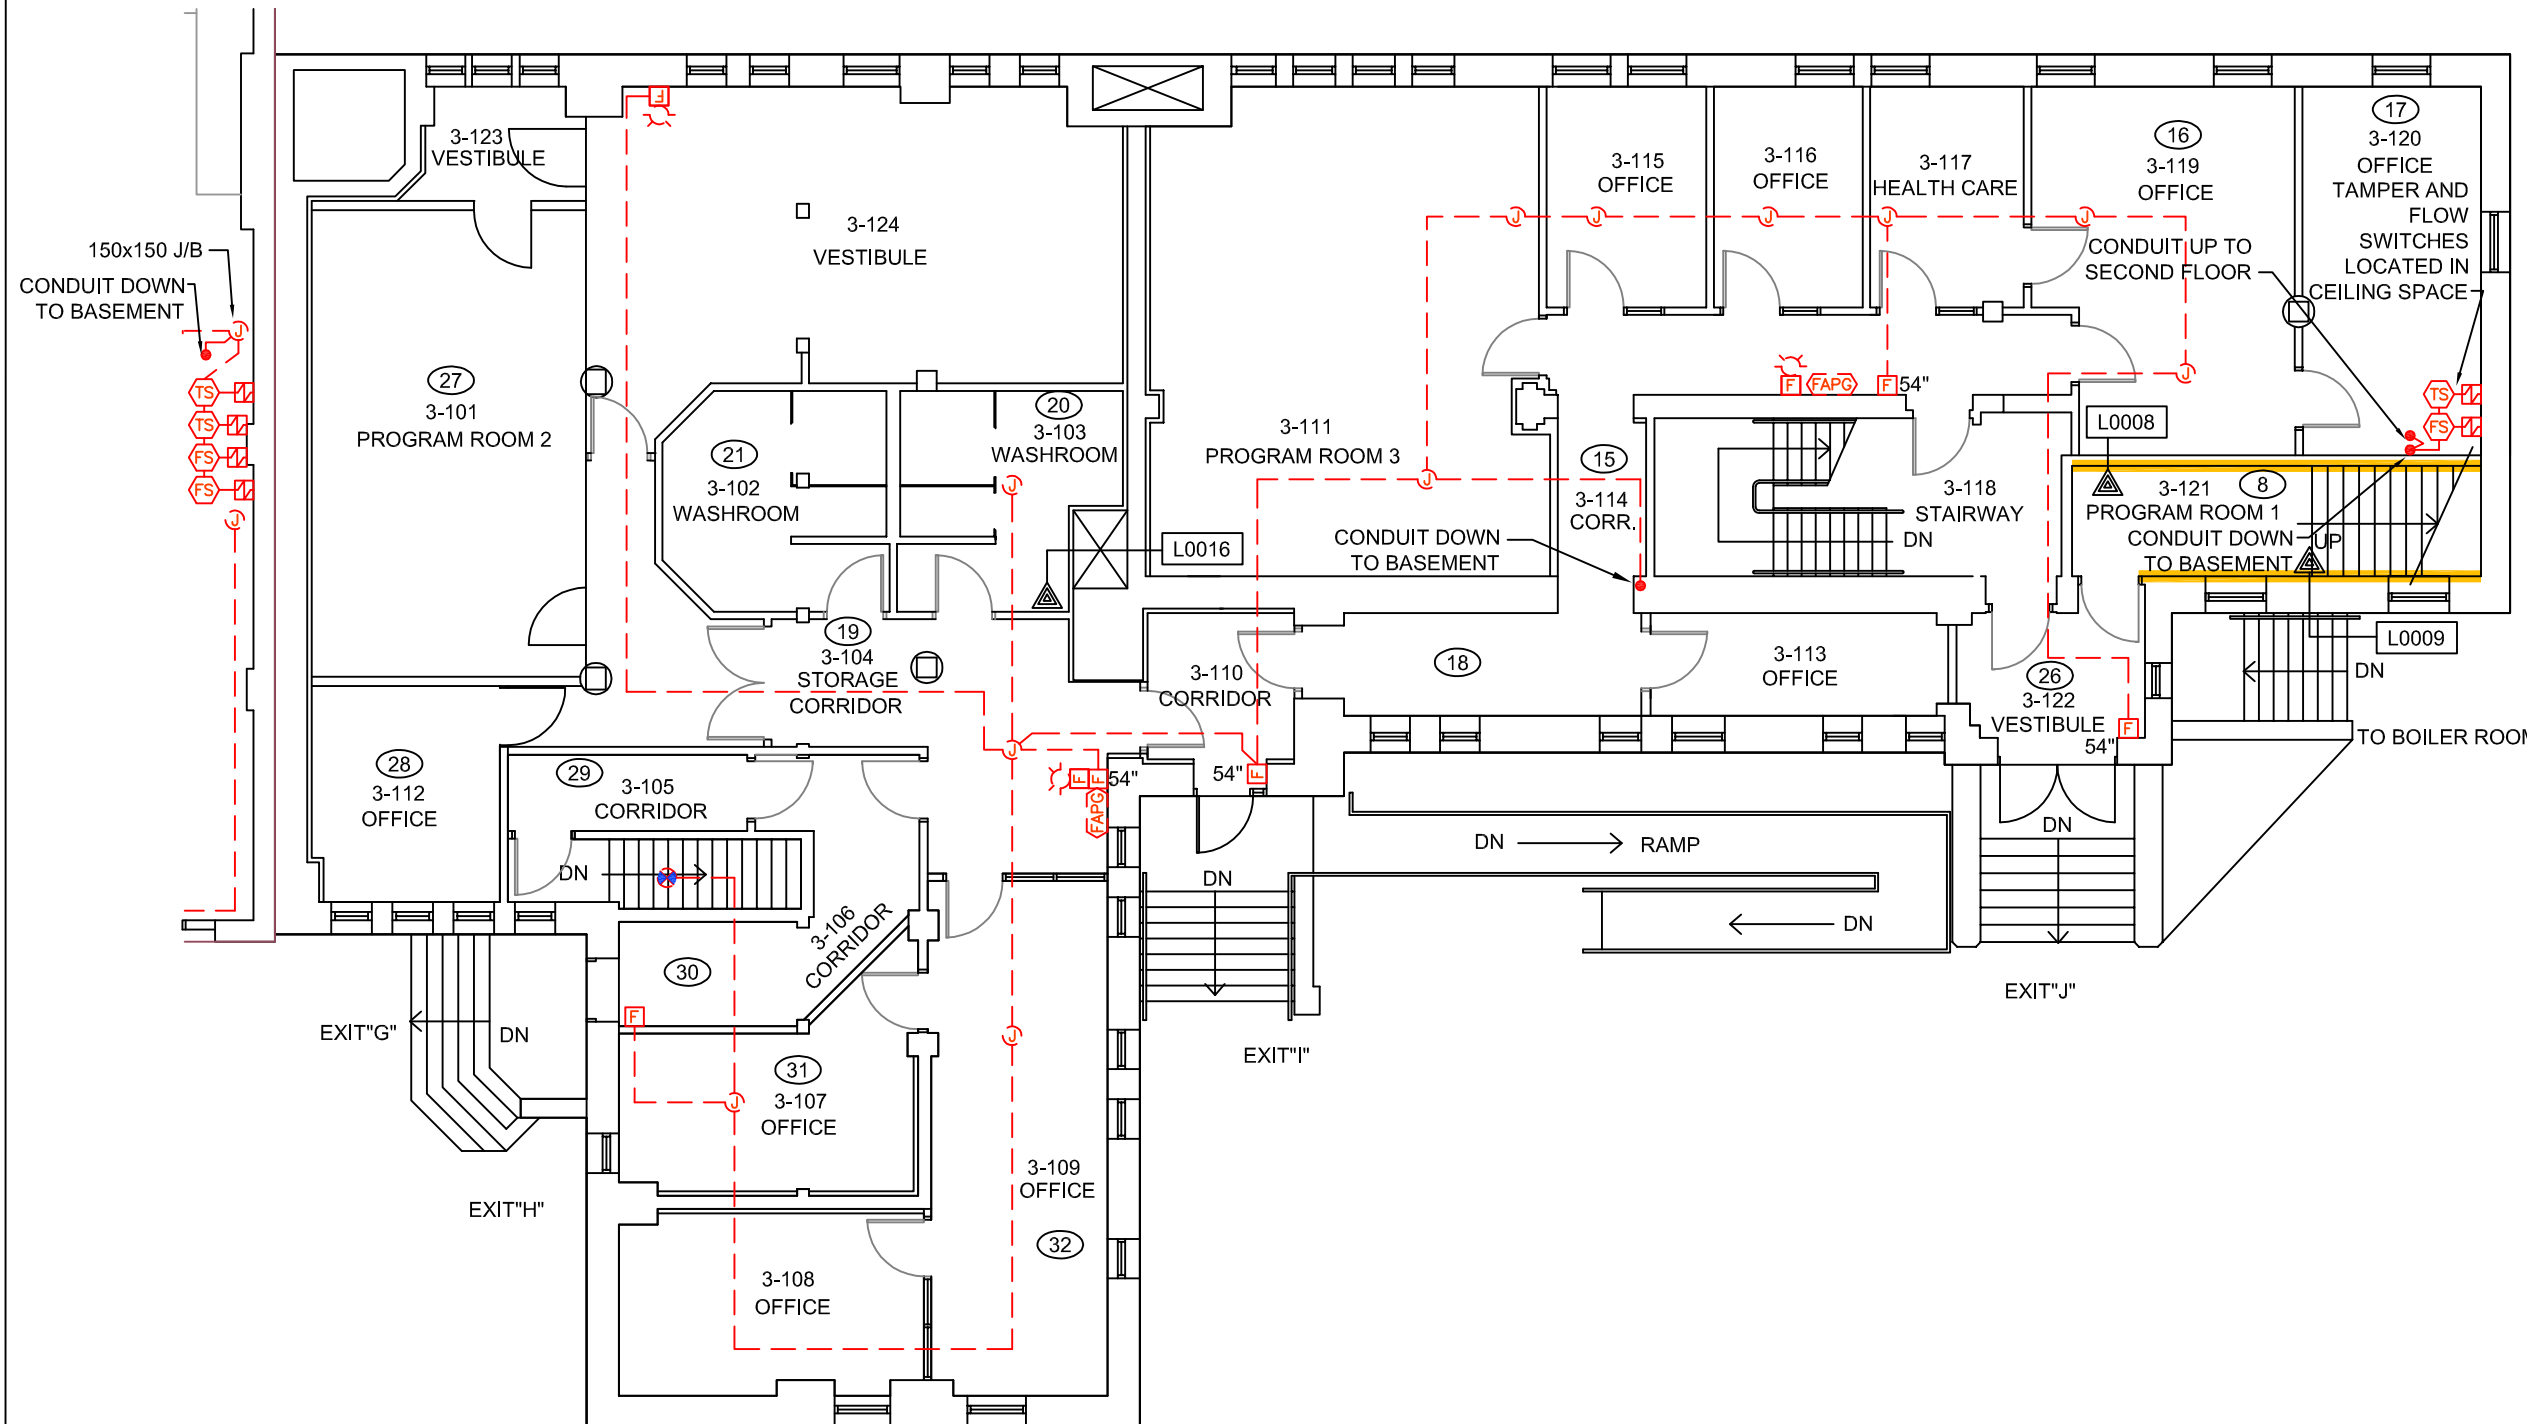 3-123
VESTIBULE
150x150 J/B
CONDUIT DOWN
TO BASEMENT
J
TS
TS
FS
FS
J
27
3-101
PROGRAM ROOM 2
F
3-124
VESTIBULE
21
3-102
WASHROOM
20
3-103
WASHROOM
J
L0016
19
3-104
STORAGE
CORRIDOR
28
3-112
OFFICE
29
3-105
CORRIDOR
DN
3-106
CORRIDOR
30
F
31
3-107
OFFICE
J
3-108
OFFICE
3-109
OFFICE
32
J
J
F
F
54"
FAPG
3-110
CORRIDOR
54"
F
3-111
PROGRAM ROOM 3
J
J
J
J
J
J
J
3-115
OFFICE
3-116
OFFICE
3-117
HEALTH CARE
16
3-119
OFFICE
17
3-120
OFFICE
TAMPER AND
FLOW
SWITCHES
LOCATED IN
CEILING SPACE
CONDUIT UP TO
SECOND FLOOR
TS
FS
F
FAPG
F
54"
15
3-114
CORR.
CONDUIT DOWN
TO BASEMENT
3-118
STAIRWAY
DN
L0008
3-121
8
PROGRAM ROOM 1
CONDUIT DOWN
TO BASEMENT
UP
L0009
18
3-113
OFFICE
26
3-122
VESTIBULE
F
54"
DN
TO BOILER ROOM
DN
RAMP
DN
DN
DN
EXIT"G"
DN
EXIT"H"
EXIT"I"
EXIT"J"